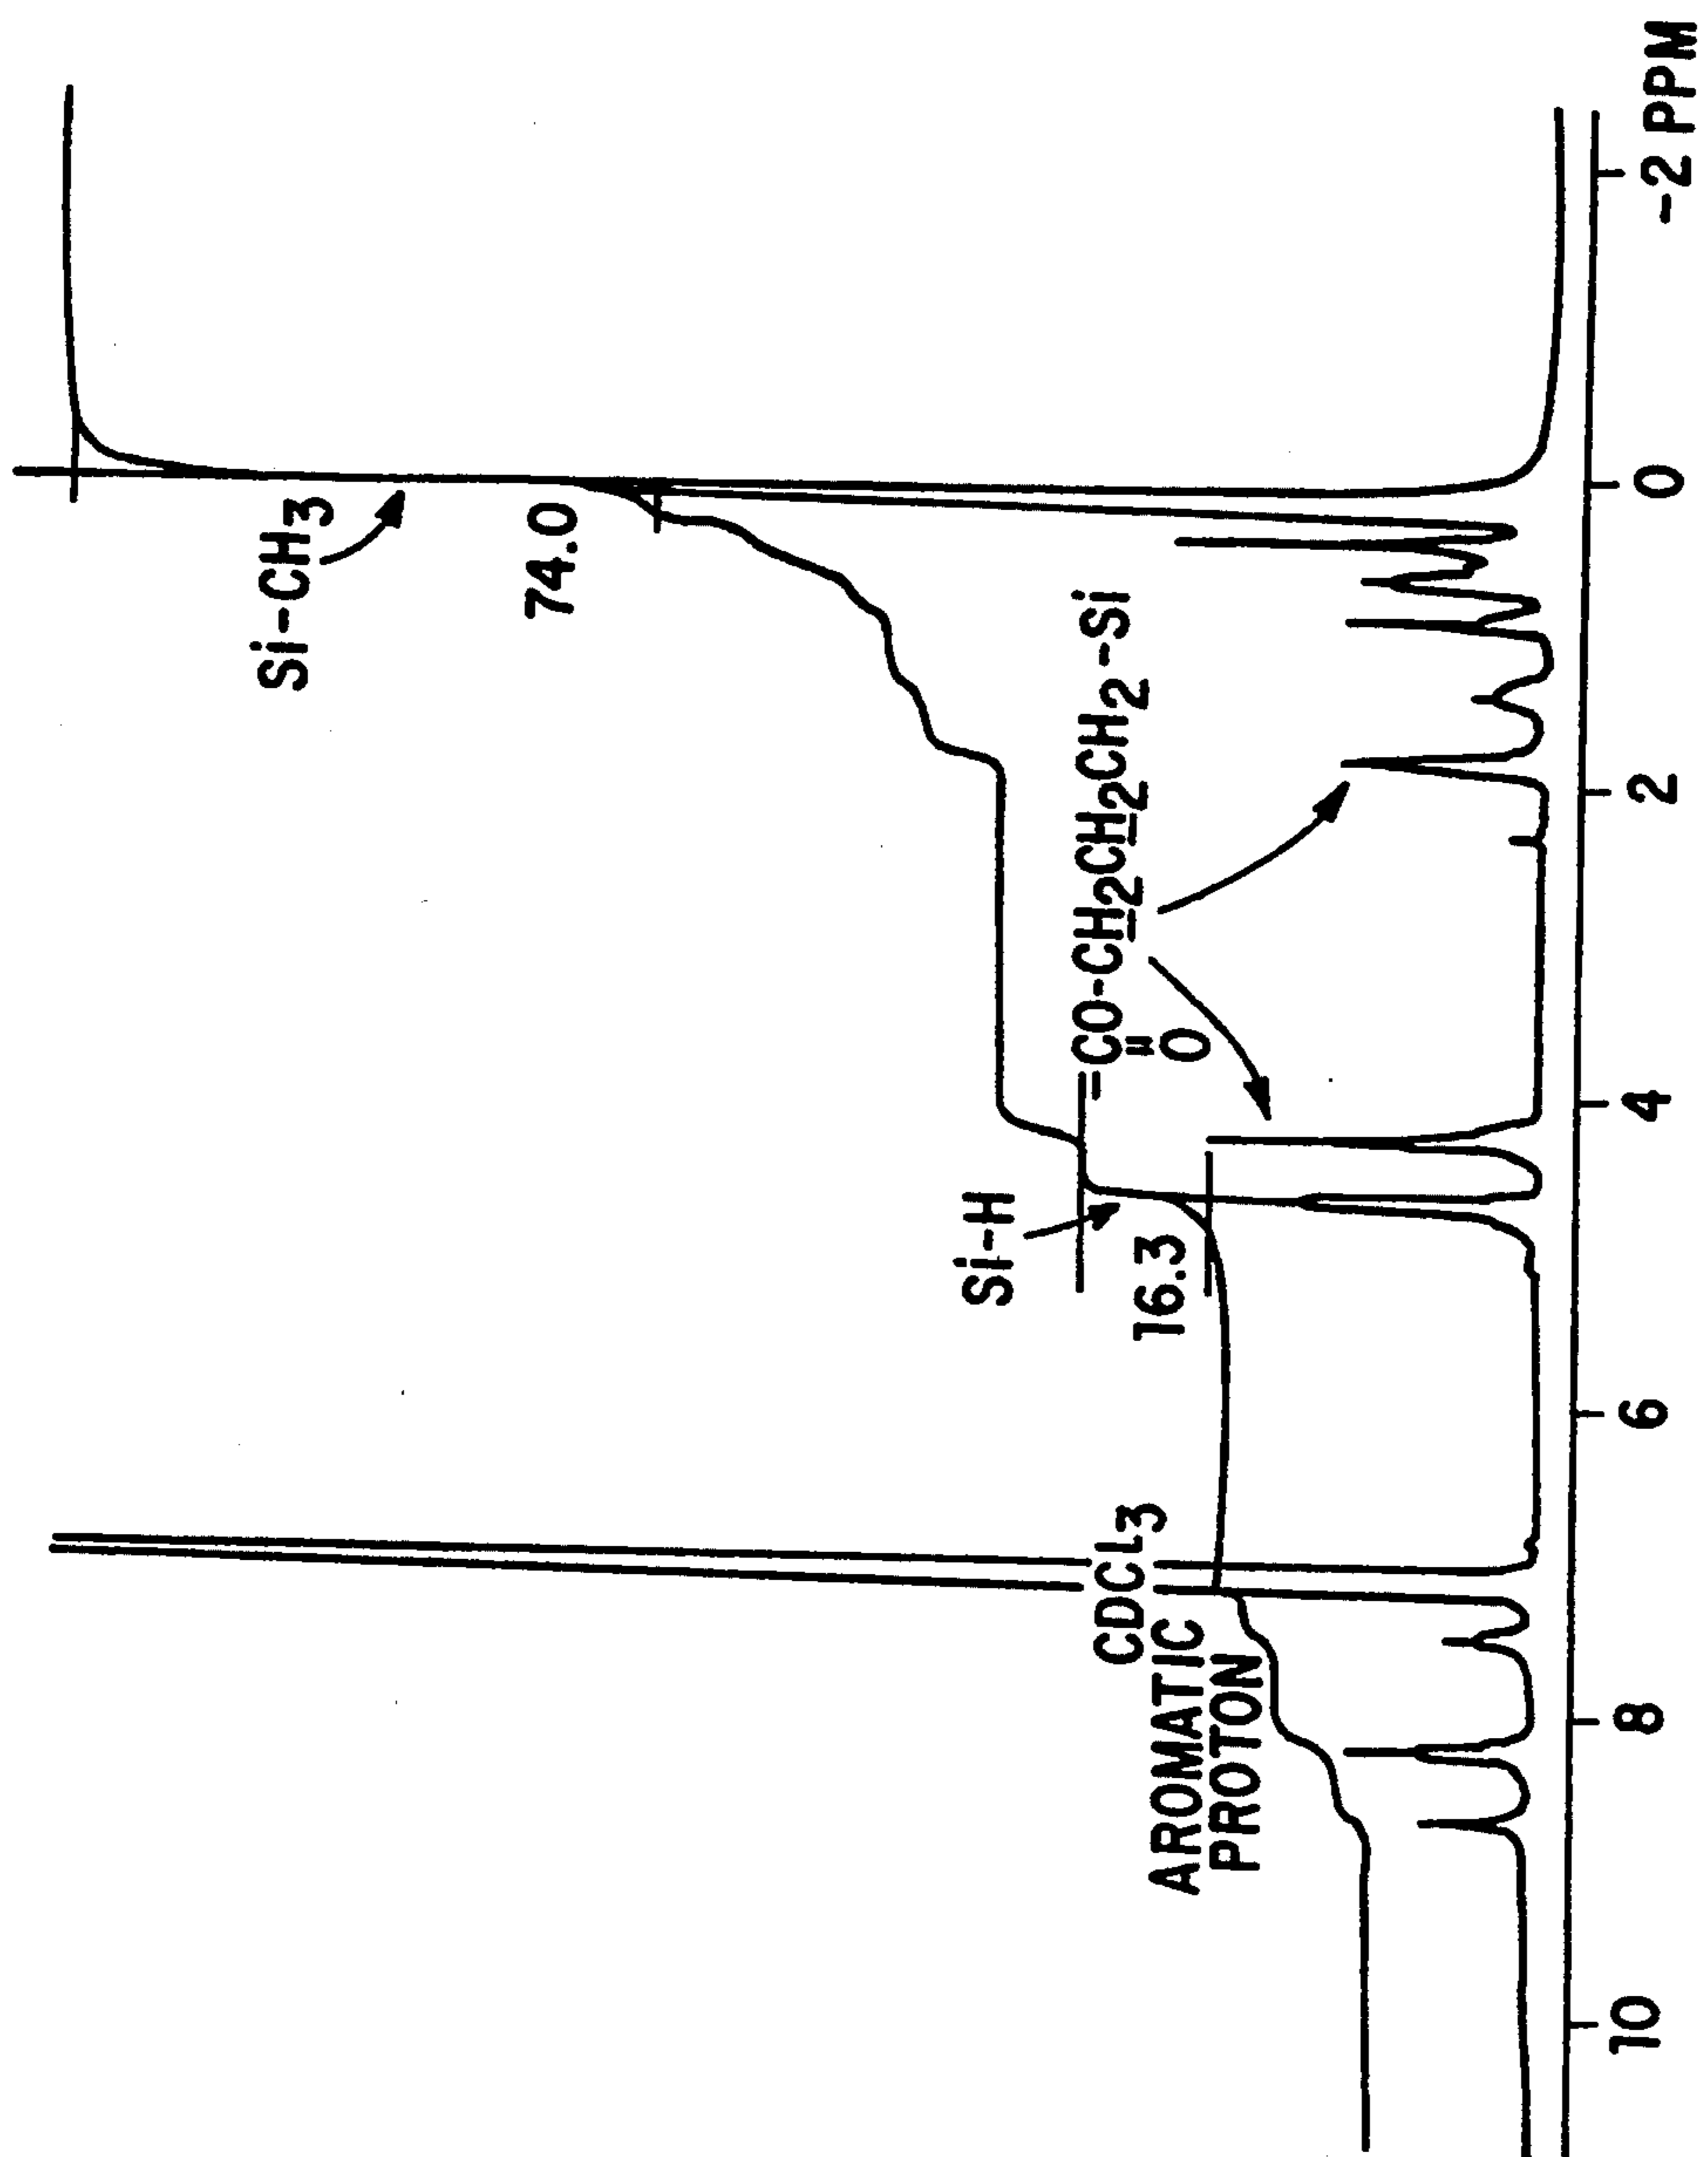 Si-CH3
74.0
=CO-CH2CH2CH2-Si
O
Si-H
16.3
CDCL3
AROMATIC
PROTON
10
8
6
4
2
0
-2 PPM